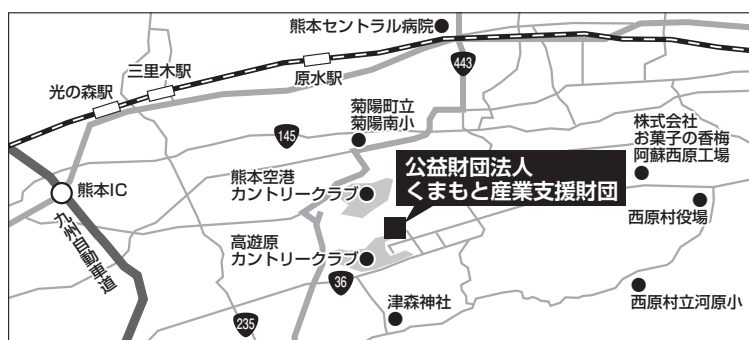 熊本セントラル病院
443
三里木駅
光の森駅
原水駅
菊陽町立
菊陽南小
145
株式会社
お菓子の香梅
阿蘇西原工場
公益財団法人
くまもと産業支援財団
熊本空港
カントリークラブ
熊本IC
九州自動車道
西原村役場
高遊原
カントリークラブ
36
西原村立河原小
津森神社
235